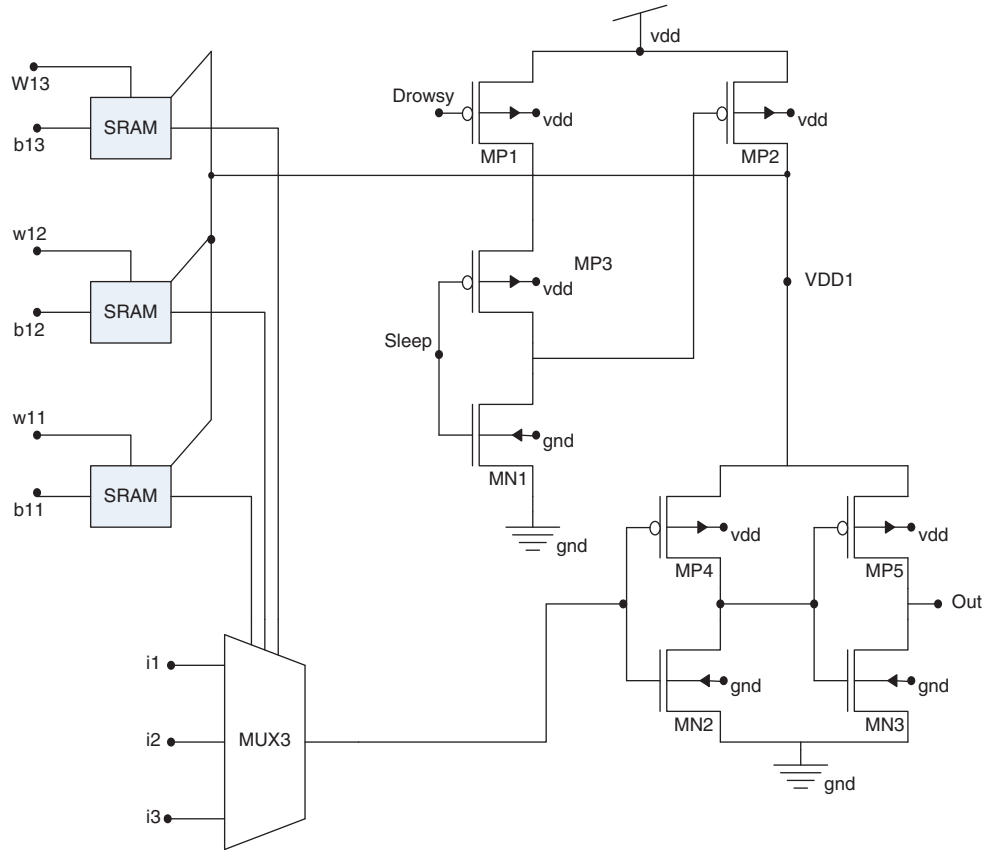 vdd
W13
SRAM
b13
Drowsy
vdd
MP1
vdd
MP2
w12
SRAM
b12
MP3
vdd
VDD1
Sleep
w11
SRAM
b11
gnd
MN1
gnd
vdd
MP4
vdd
MP5
Out
i1
gnd
MN2
gnd
MN3
i2
MUX3
gnd
i3